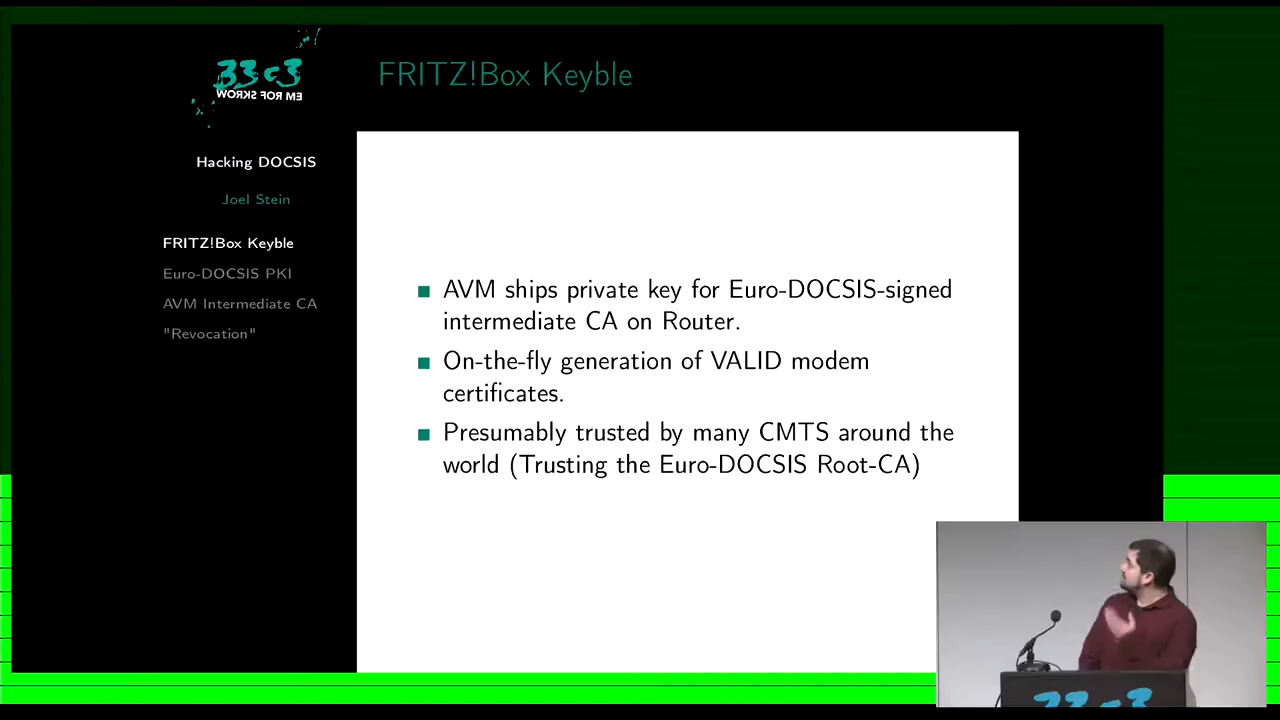 33c3
WORKS FOR ME
FRITZ!Box Keyble
Hacking DOCSIS
Joel Stein
FRITZ!Box Keyble
Euro-DOCSIS PKI
AVM Intermediate CA
"Revocation"
AVM ships private key for Euro-DOCSIS-signed
intermediate CA on Router.
On-the-fly generation of VALID modem
certificates.
Presumably trusted by many CMTS around the
world (Trusting the Euro-DOCSIS Root-CA)
33c3